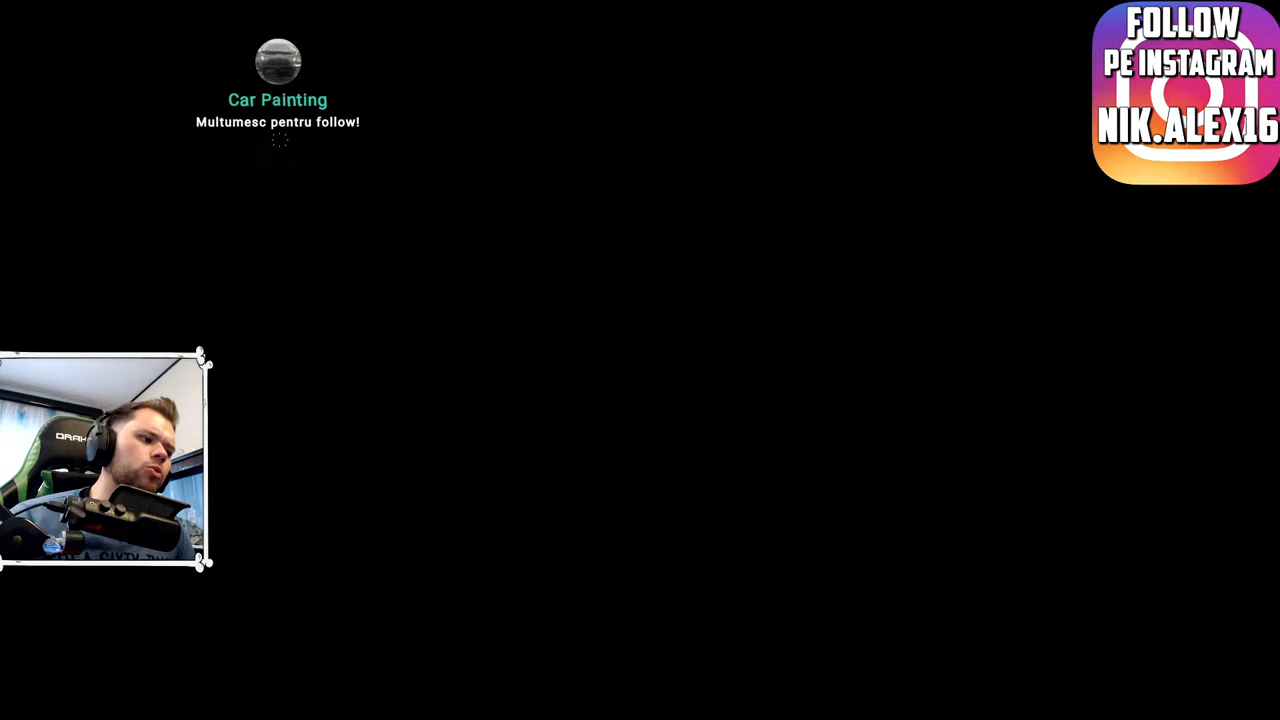 Car Painting
Multumesc pentru follow!
FOLLOW
PE INSTAGRAM
NIK.ALEX16